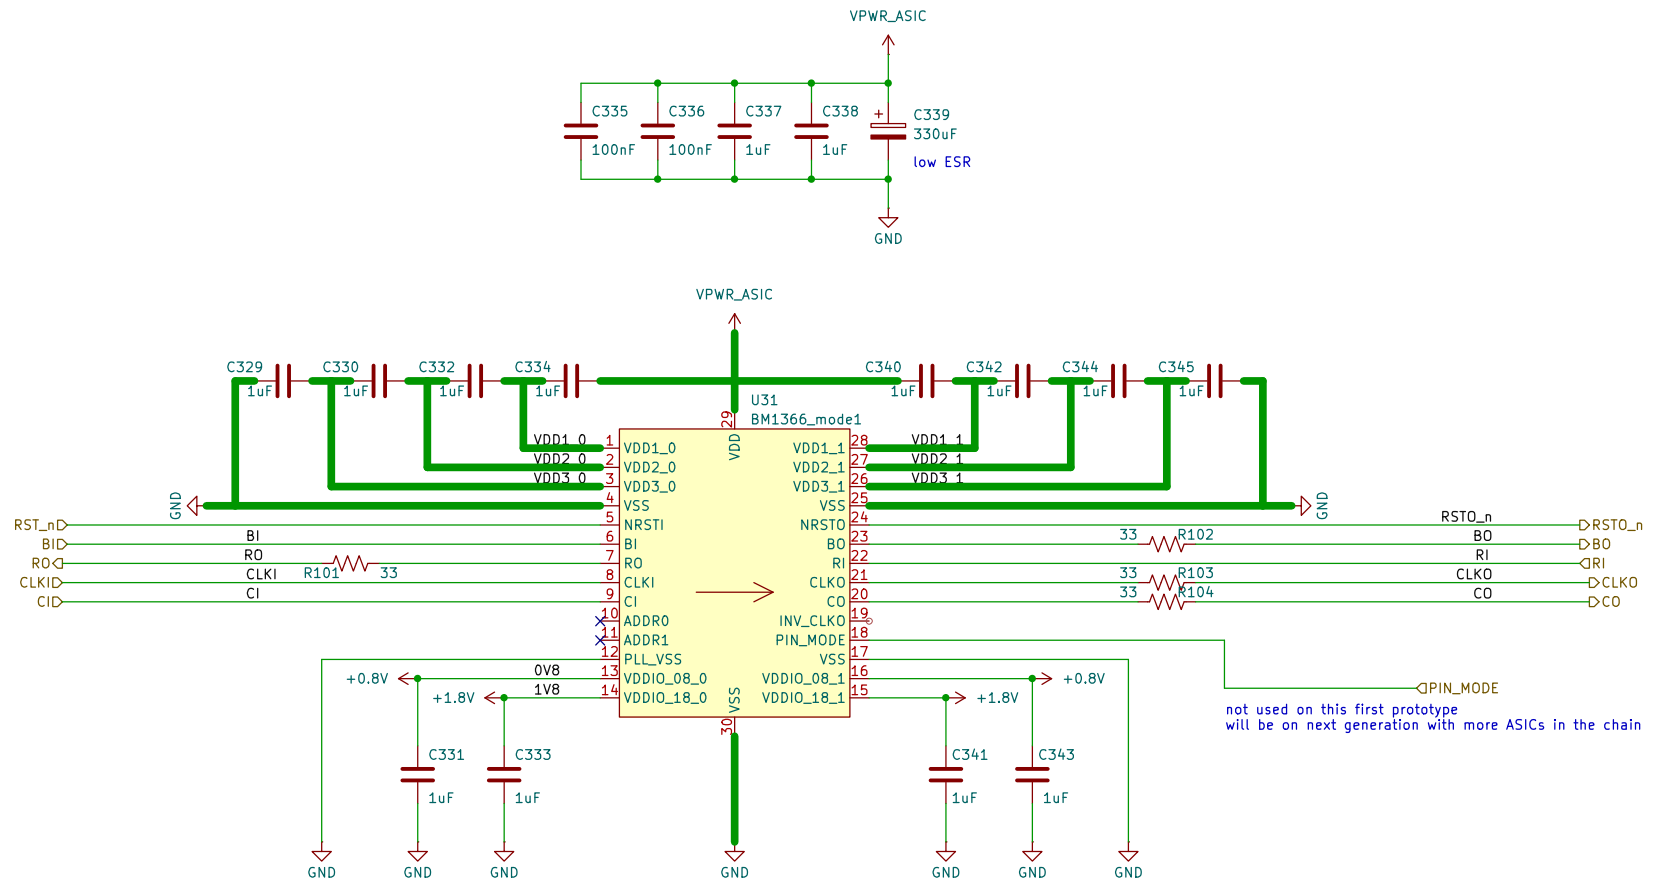 VPWR_ASIC
C335
C336
C337
C338
C339
330uF
100nF
100nF
1uF
1uF
low ESR
GND
VPWR_ASIC
C329
C330
C332
C334
C340
C342
C344
C345
1uF
1uF
1uF
1uF
1uF
1uF
1uF
1uF
U31
BM1366_mode1
29
VDD
VDD1_0
1
VDD1_0
VDD1_1
28
VDD1_1
VDD2_0
2
VDD2_0
VDD2_1
27
VDD2_1
VDD3_0
3
VDD3_0
VDD3_1
26
VDD3_1
GND
4
VSS
VSS
25
GND
RST_n
5
NRSTI
NRSTO
24
RSTO_n
RSTO_n
BI
BI
6
BI
BO
23
33
R102
BO
BO
RO
RO
R101
33
7
RO
RI
22
RI
RI
CLKI
CLKI
8
CLKI
CLKO
21
33
R103
CLKO
CLKO
CI
CI
9
CI
CO
20
33
R104
CO
CO
10
ADDR0
INV_CLKO
19
11
ADDR1
PIN_MODE
18
12
PLL_VSS
VSS
17
+0.8V
0V8
13
VDDIO_08_0
VDDIO_08_1
16
+0.8V
PIN_MODE
+1.8V
1V8
14
VDDIO_18_0
VDDIO_18_1
15
+1.8V
VSS
30
not used on this first prototype
will be on next generation with more ASICs in the chain
C331
C333
C341
C343
1uF
1uF
1uF
1uF
GND
GND
GND
GND
GND
GND
GND